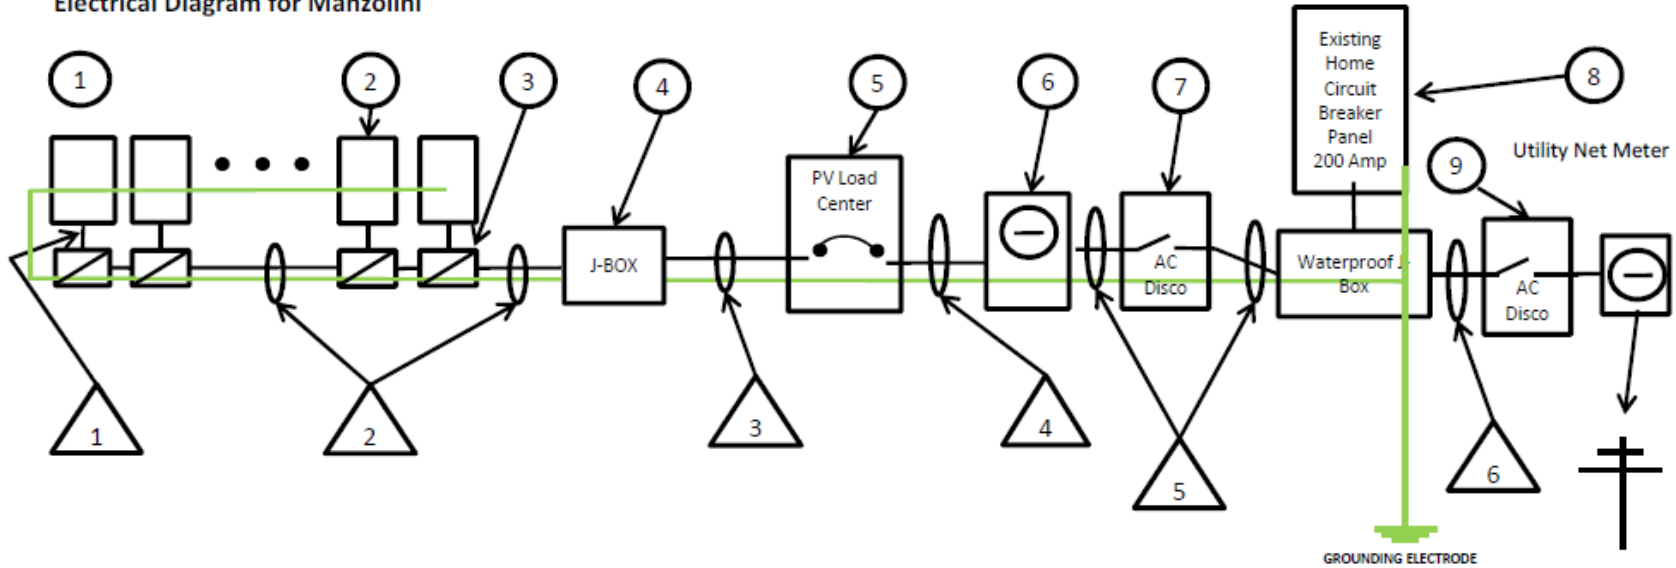 Electrical Diagram for Manzolini
1
2
3
4
5
6
7
8
9
Existing
Home
Circuit
Breaker
Panel
200 Amp
Utility Net Meter
PV Load
Center
J-BOX
AC
Disco
Waterproof J-
Box
AC
Disco
1
2
3
4
5
6
GROUNDING ELECTRODE